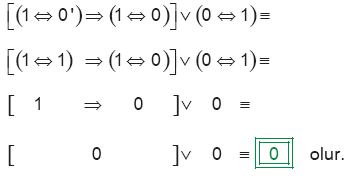 [(1⇔0')⇒(1⇔0)]∨(0⇔1)≡
[(1⇔1) ⇒(1⇔0)]∨(0⇔1)≡
[ 1 ⇒ 0 ]∨ 0 ≡
[ 0 ]∨ 0 ≡ 0 olur.